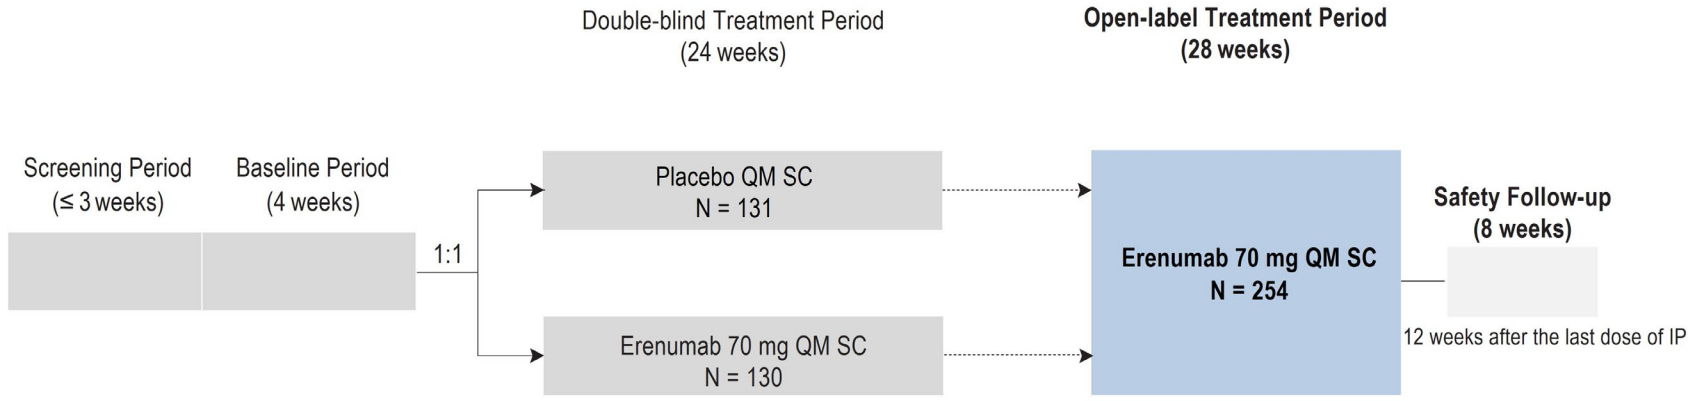 Double-blind Treatment Period
(24 weeks)
Open-label Treatment Period
(28 weeks)
Screening Period
(≤ 3 weeks)
Baseline Period
(4 weeks)
1:1
Placebo QM SC
N = 131
Erenumab 70 mg QM SC
N = 130
Erenumab 70 mg QM SC
N = 254
Safety Follow-up
(8 weeks)
12 weeks after the last dose of IP